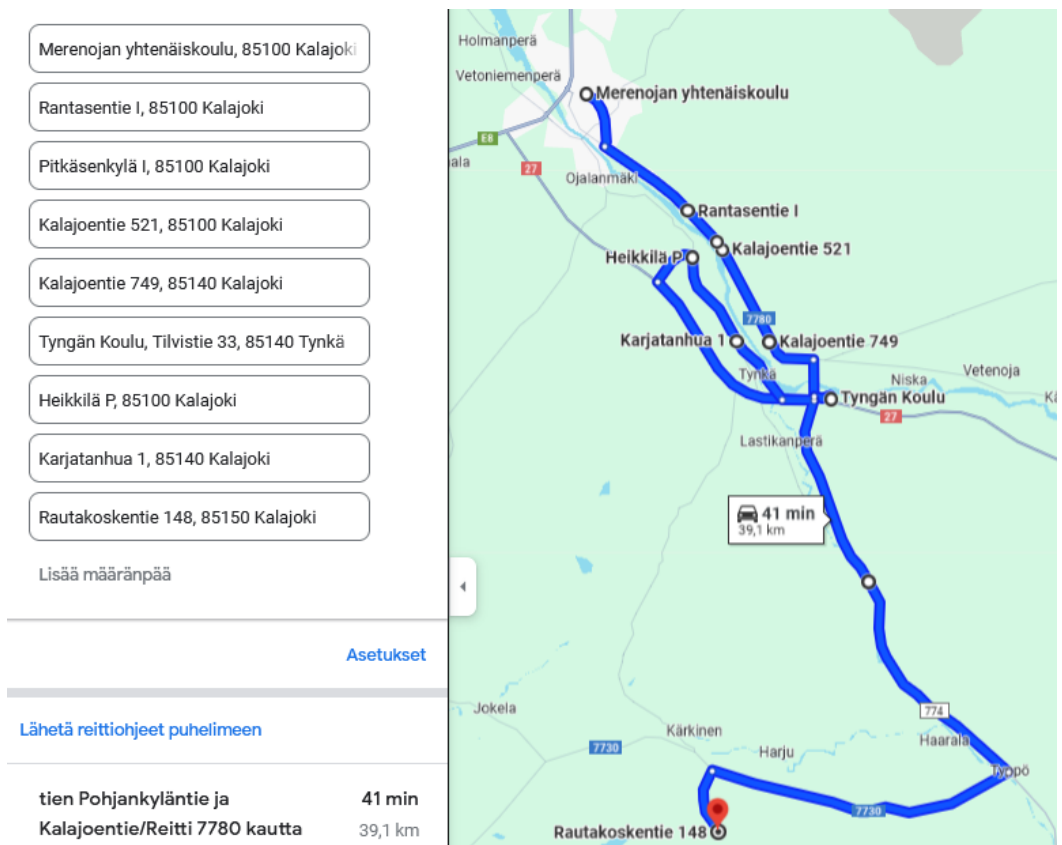 Merenojan yhtenäiskoulu, 85100 Kalajoki
Rantasentie I, 85100 Kalajoki
Pitkäsenkylä I, 85100 Kalajoki
Kalajoentie 521, 85100 Kalajoki
Kalajoentie 749, 85140 Kalajoki
Tyngän Koulu, Tilvistie 33, 85140 Tynkä
Heikkilä P, 85100 Kalajoki
Karjatanhua 1, 85140 Kalajoki
Rautakoskentie 148, 85150 Kalajoki
Lisää määränpää
Asetukset
Lähetä reittiohjeet puhelimeen
tien Pohjankyläntie ja
Kalajoentie/Reitti 7780 kautta
41 min
39,1 km
Holmanperä
Vetoniemenperä
Merenojan yhtenäiskoulu
E8
ala
27
Ojalanmäki
Rantasentie I
Kalajoentie 521
Heikkilä P
7780
Karjatanhua 1
Kalajoentie 749
Tynkä
Niska
Vetenoja
Kä
Tyngän Koulu
27
Lastikanperä
41 min
39,1 km
774
Jokela
Kärkinen
7730
Harju
Haarala
Typpö
7730
Rautakoskentie 148